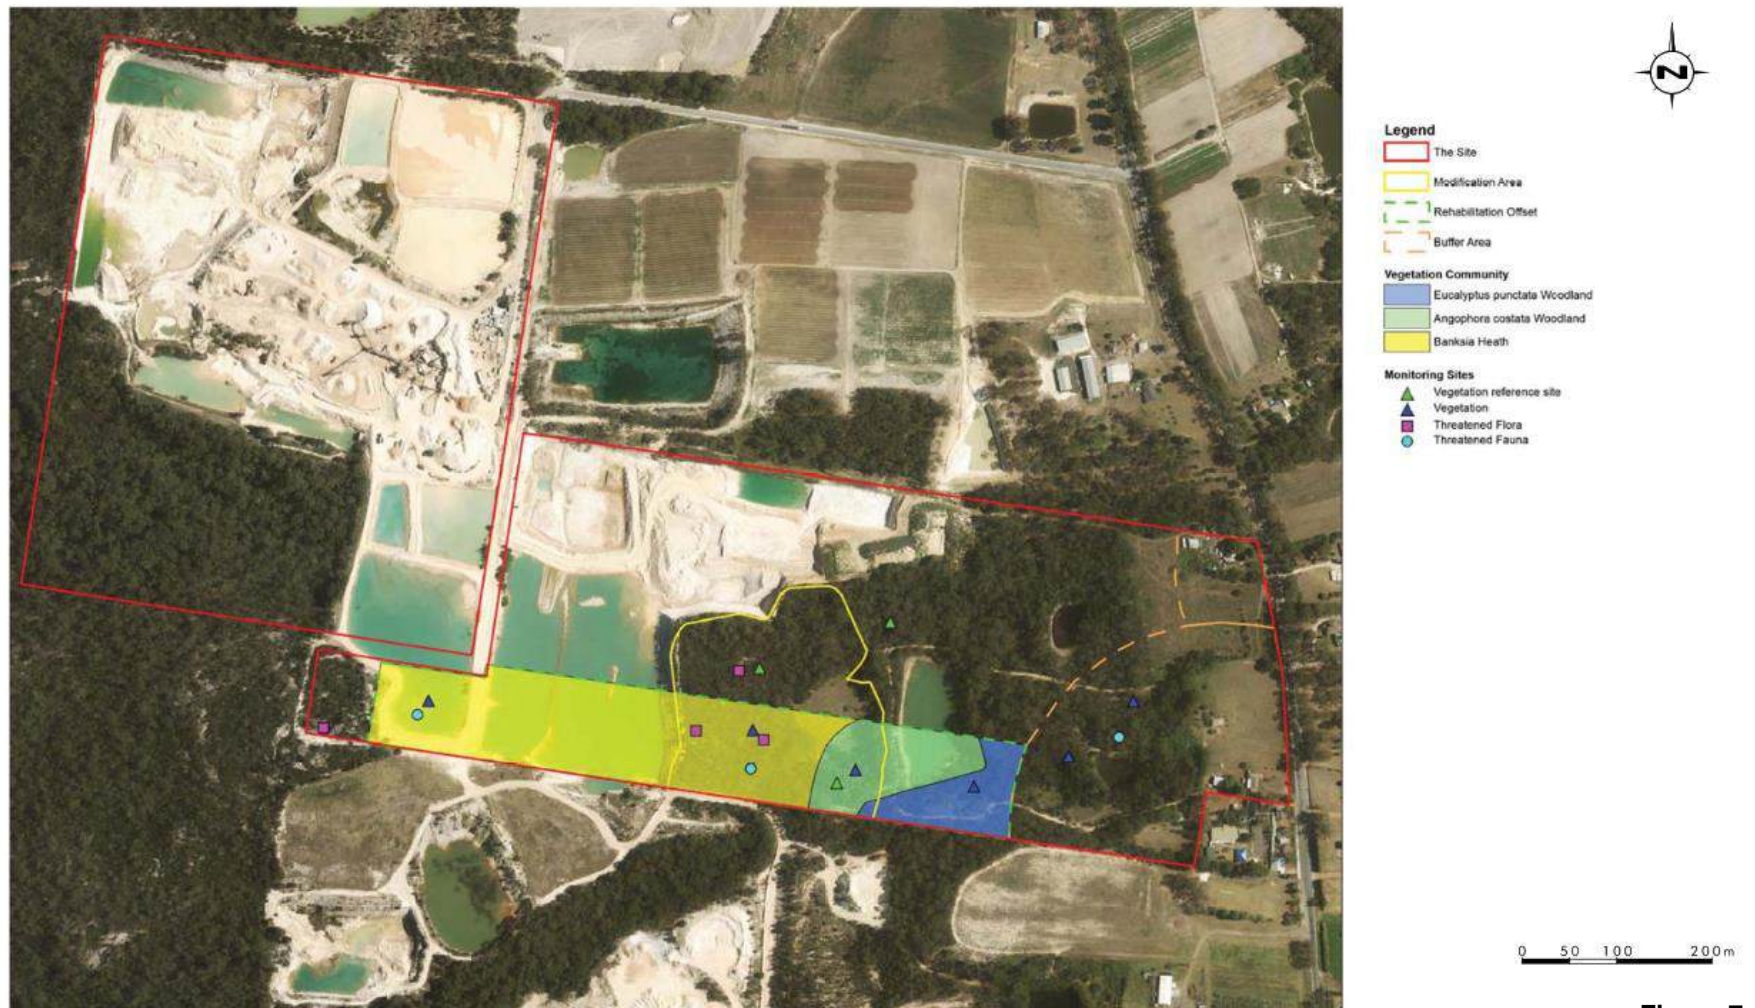 N
Legend
The Site
Modification Area
Rehabilitation Offset
Buffer Area
Vegetation Community
Eucalyptus punctata Woodland
Angophora costata Woodland
Banksia Heath
Monitoring Sites
Vegetation reference site
Vegetation
Threatened Flora
Threatened Fauna
0 50 100 200m